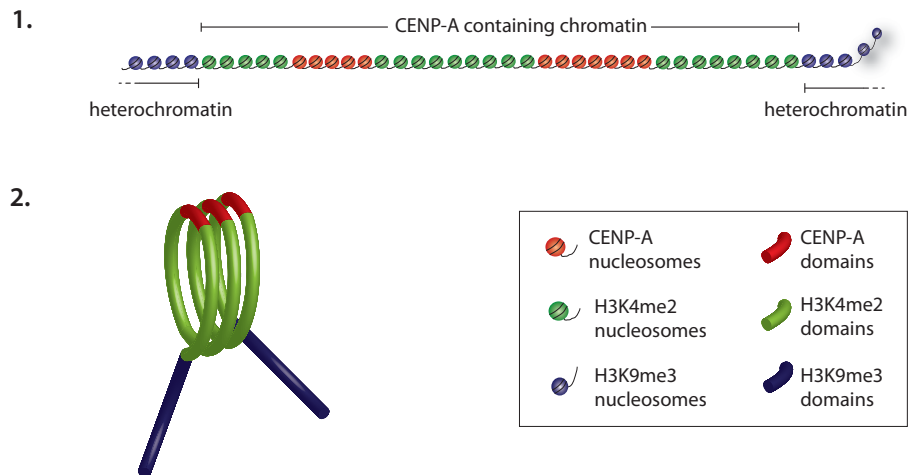 1.
CENP-A containing chromatin
heterochromatin
heterochromatin
2.
CENP-A
nucleosomes
CENP-A
domains
H3K4me2
nucleosomes
H3K4me2
domains
H3K9me3
nucleosomes
H3K9me3
domains